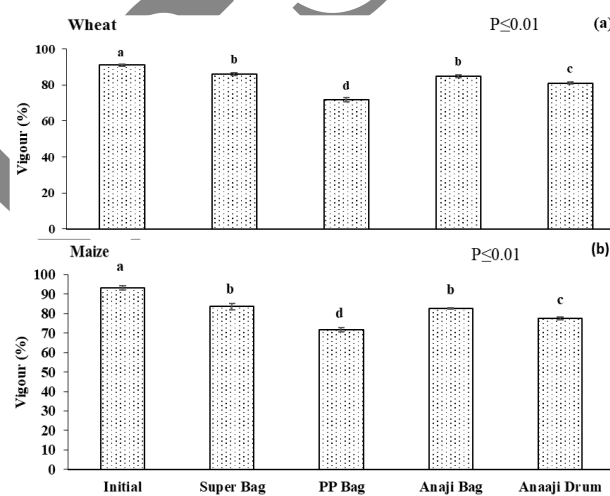 Wheat
P≤0.01
(a)
Vigour (%)
100
80
60
40
20
0
a
b
d
b
c
Maize
P≤0.01
(b)
Vigour (%)
100
90
80
70
60
50
40
30
20
10
0
a
b
d
b
c
Initial
Super Bag
PP Bag
Anaji Bag
Anaaji Drum